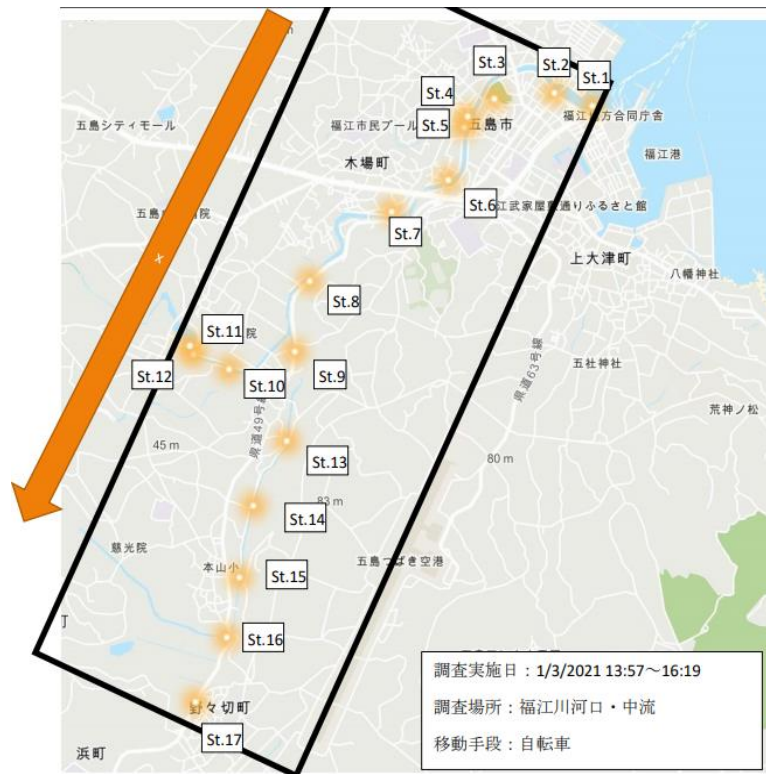 St.3
St.2
St.1
St.4
五島シティモール
福江市民プール
St.5
五島市
福江
方合同庁舎
福江港
木場町
五島
院
St.6
江武家屋敷通りふるさと館
St.7
上大津町
八幡神社
x
St.8
St.11
院
St.9
五社神社
St.12
St.10
県道63号線
県道49号線
荒神ノ松
45 m
St.13
80 m
83 m
St.14
慈光院
本山小
St.15
五島つばき空港
St.16
調査実施日：1/3/2021 13:57～16:19
調査場所：福江川河口・中流
移動手段：自転車
野々切町
St.17
浜町